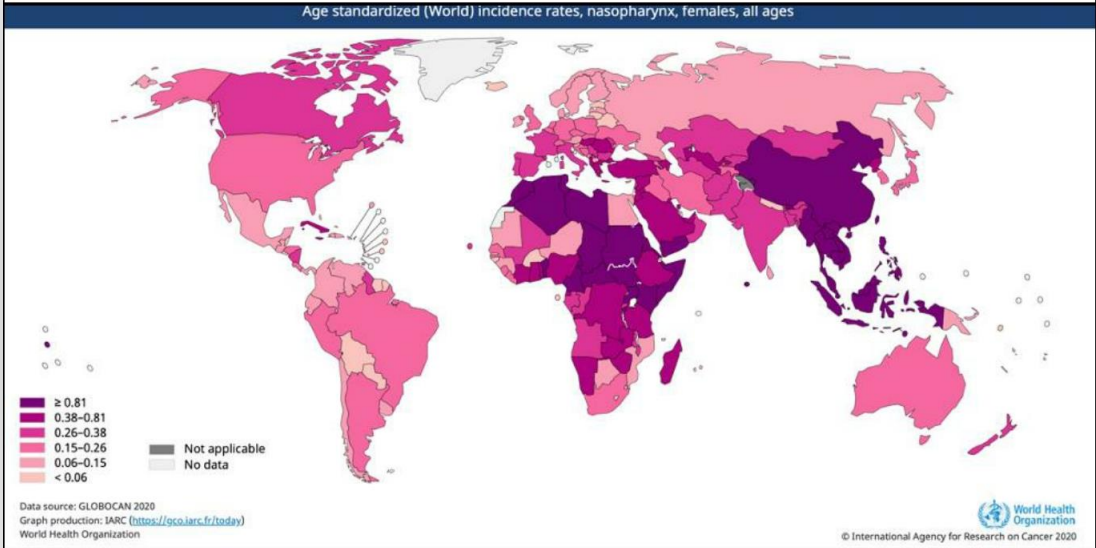 Age standardized (World) incidence rates, nasopharynx, females, all ages
≥ 0.81
0.38–0.81
0.26–0.38
0.15–0.26
0.06–0.15
< 0.06
Not applicable
No data
Data source: GLOBOCAN 2020
Graph production: IARC (https://gco.iarc.fr/today)
World Health Organization
World Health
Organization
© International Agency for Research on Cancer 2020